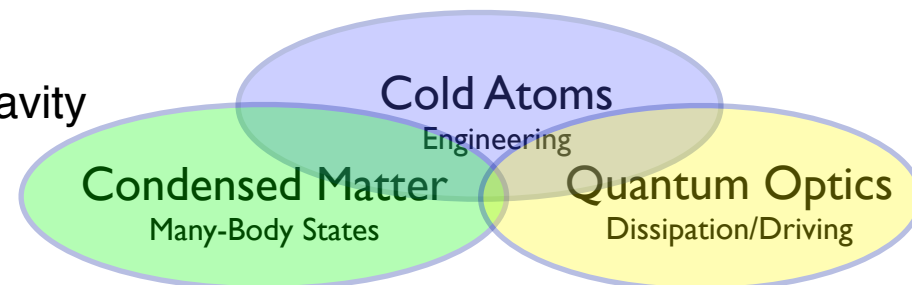 Cold Atoms
avity
Engineering
Condensed Matter
Quantum Optics
Many-Body States
Dissipation/Driving